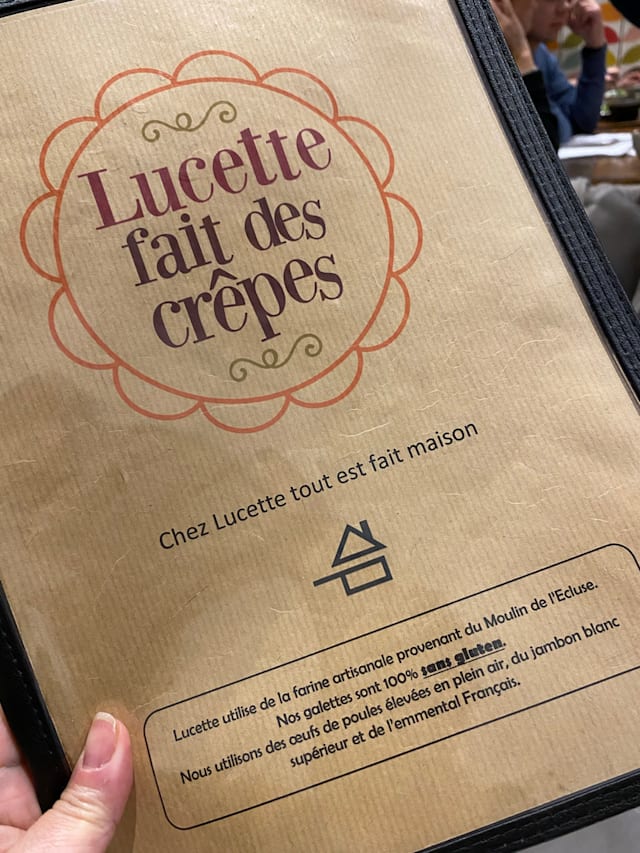 Lucette
fait des
crêpes
Chez Lucette tout est fait maison
Lucette utilise de la farine artisanale provenant du Moulin de l'Ecluse.
Nos galettes sont 100% sans gluten.
Nous utilisons des œufs de poules élevées en plein air, du jambon blanc
supérieur et de l'emmental Français.